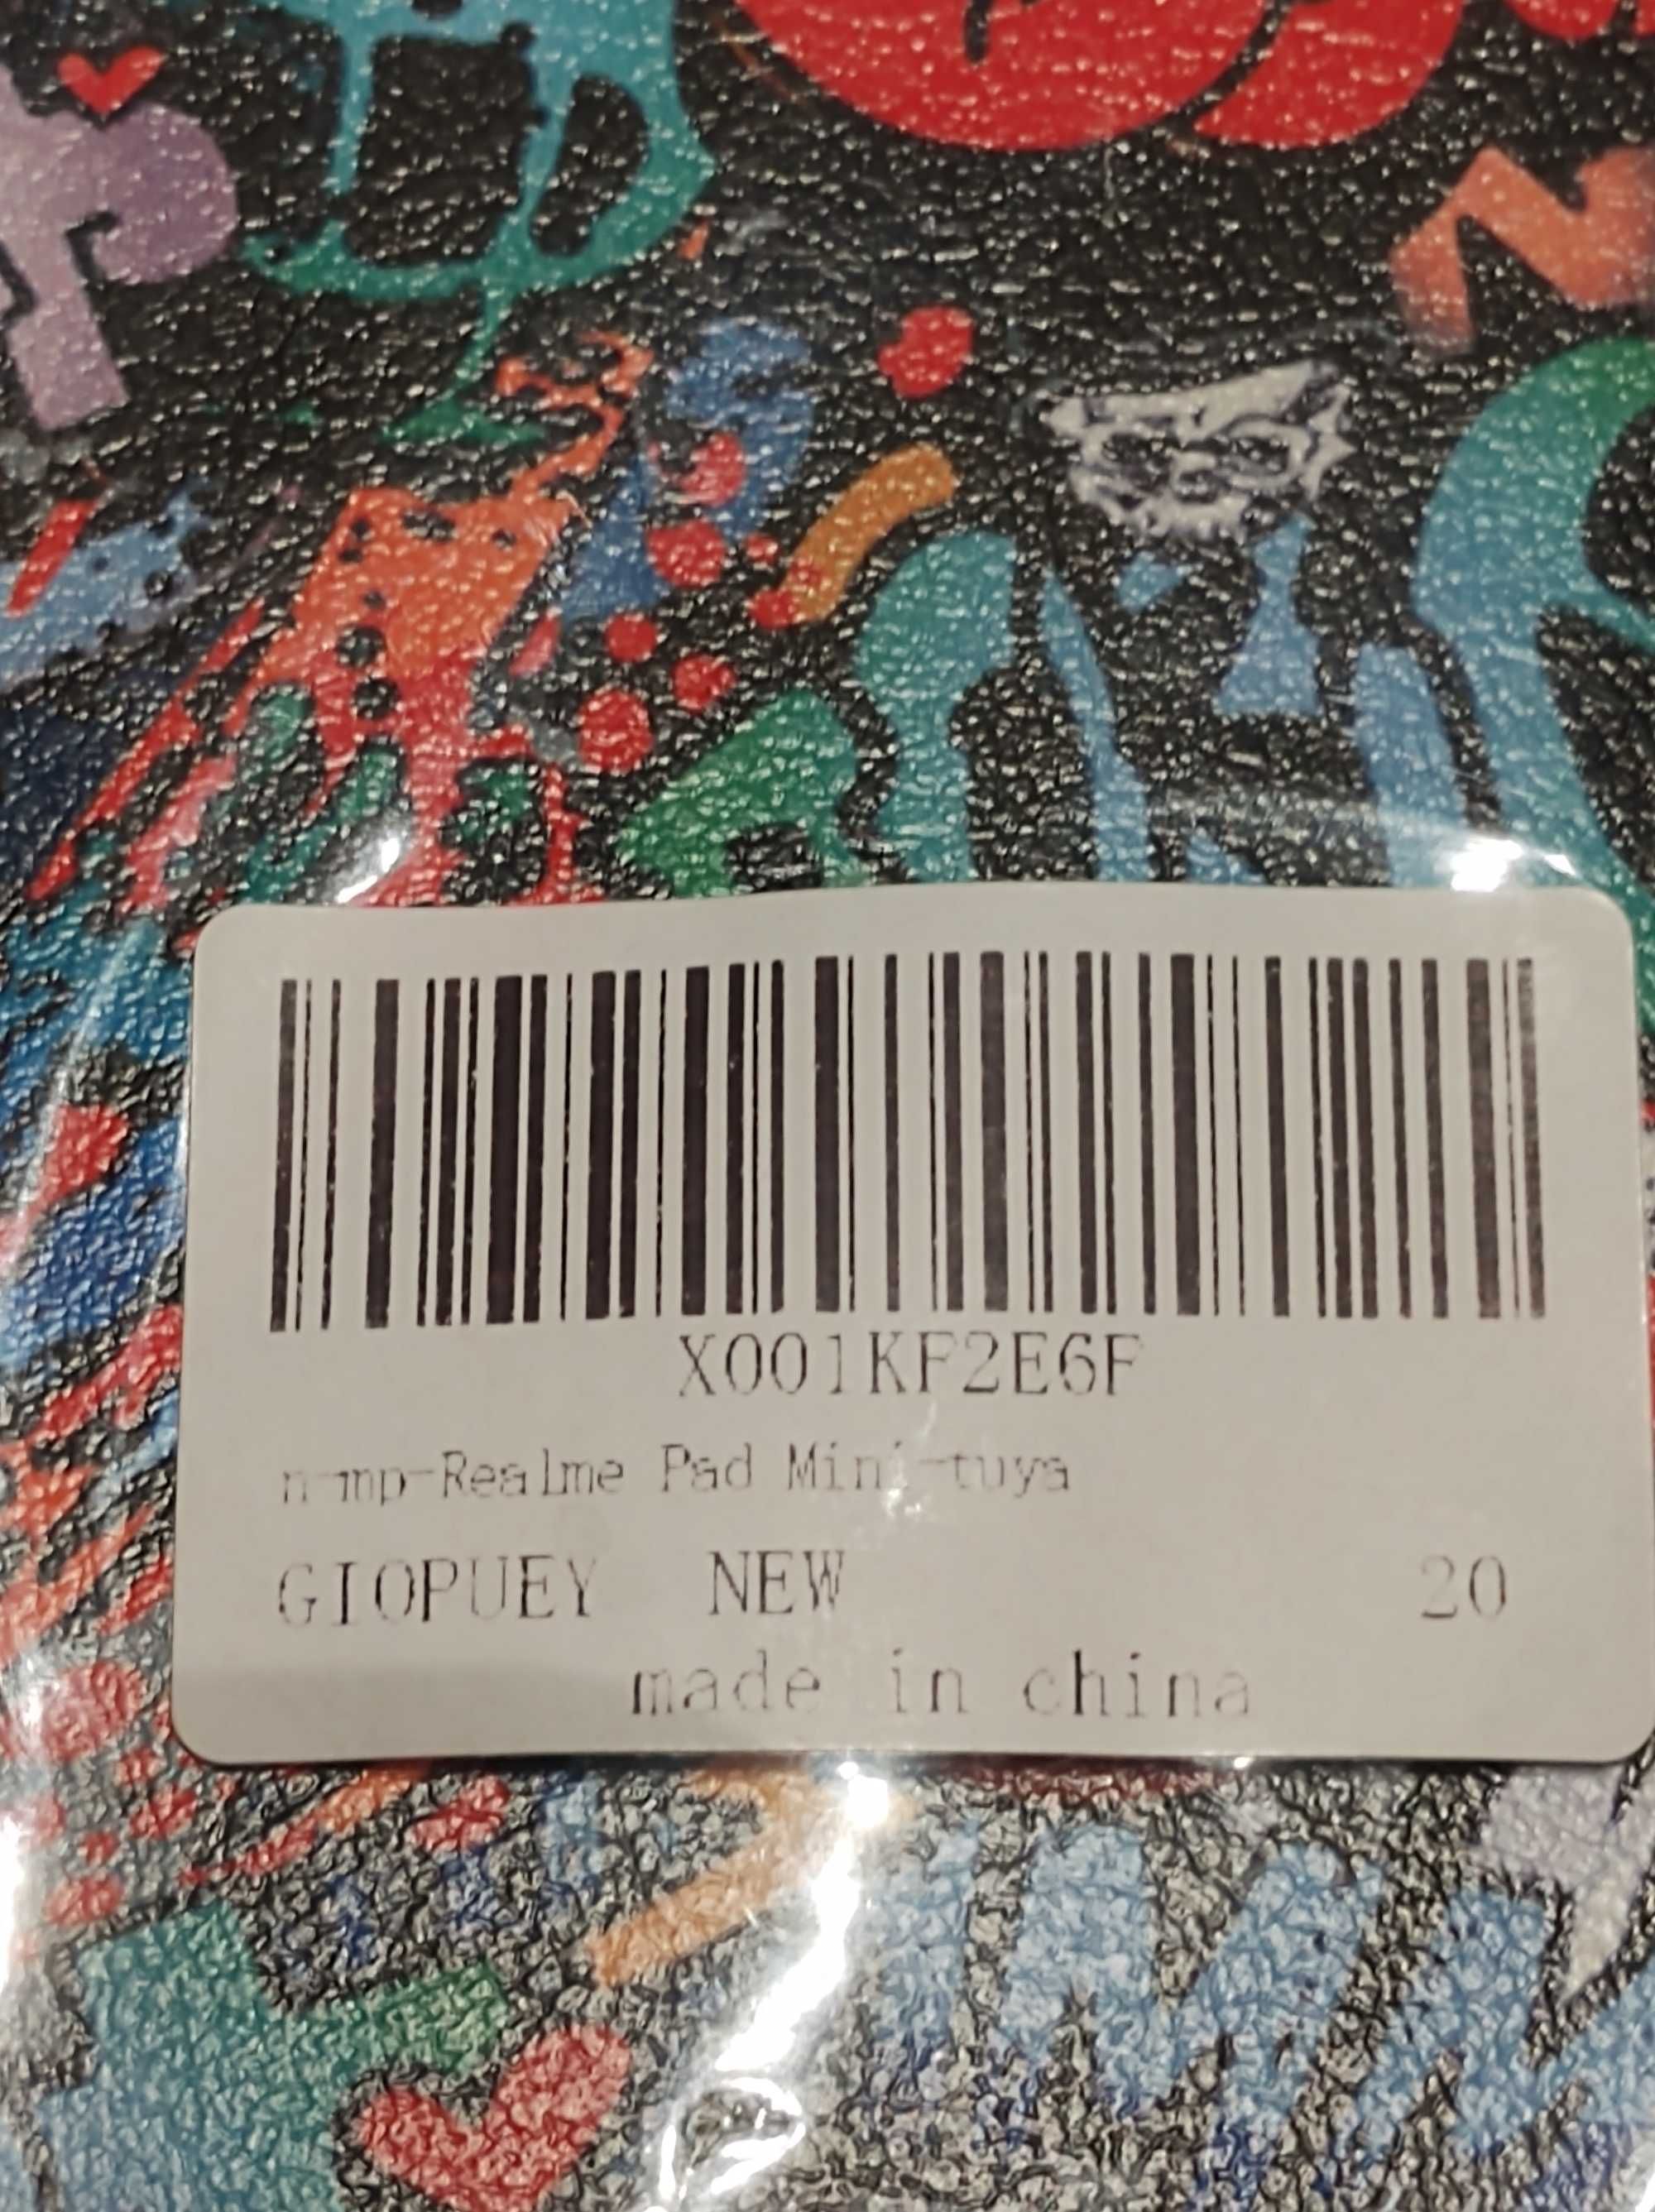 X001KF2E6F
n-mp-Realme Pad Mini-tuya
GIOPUEY NEW 20
made in china